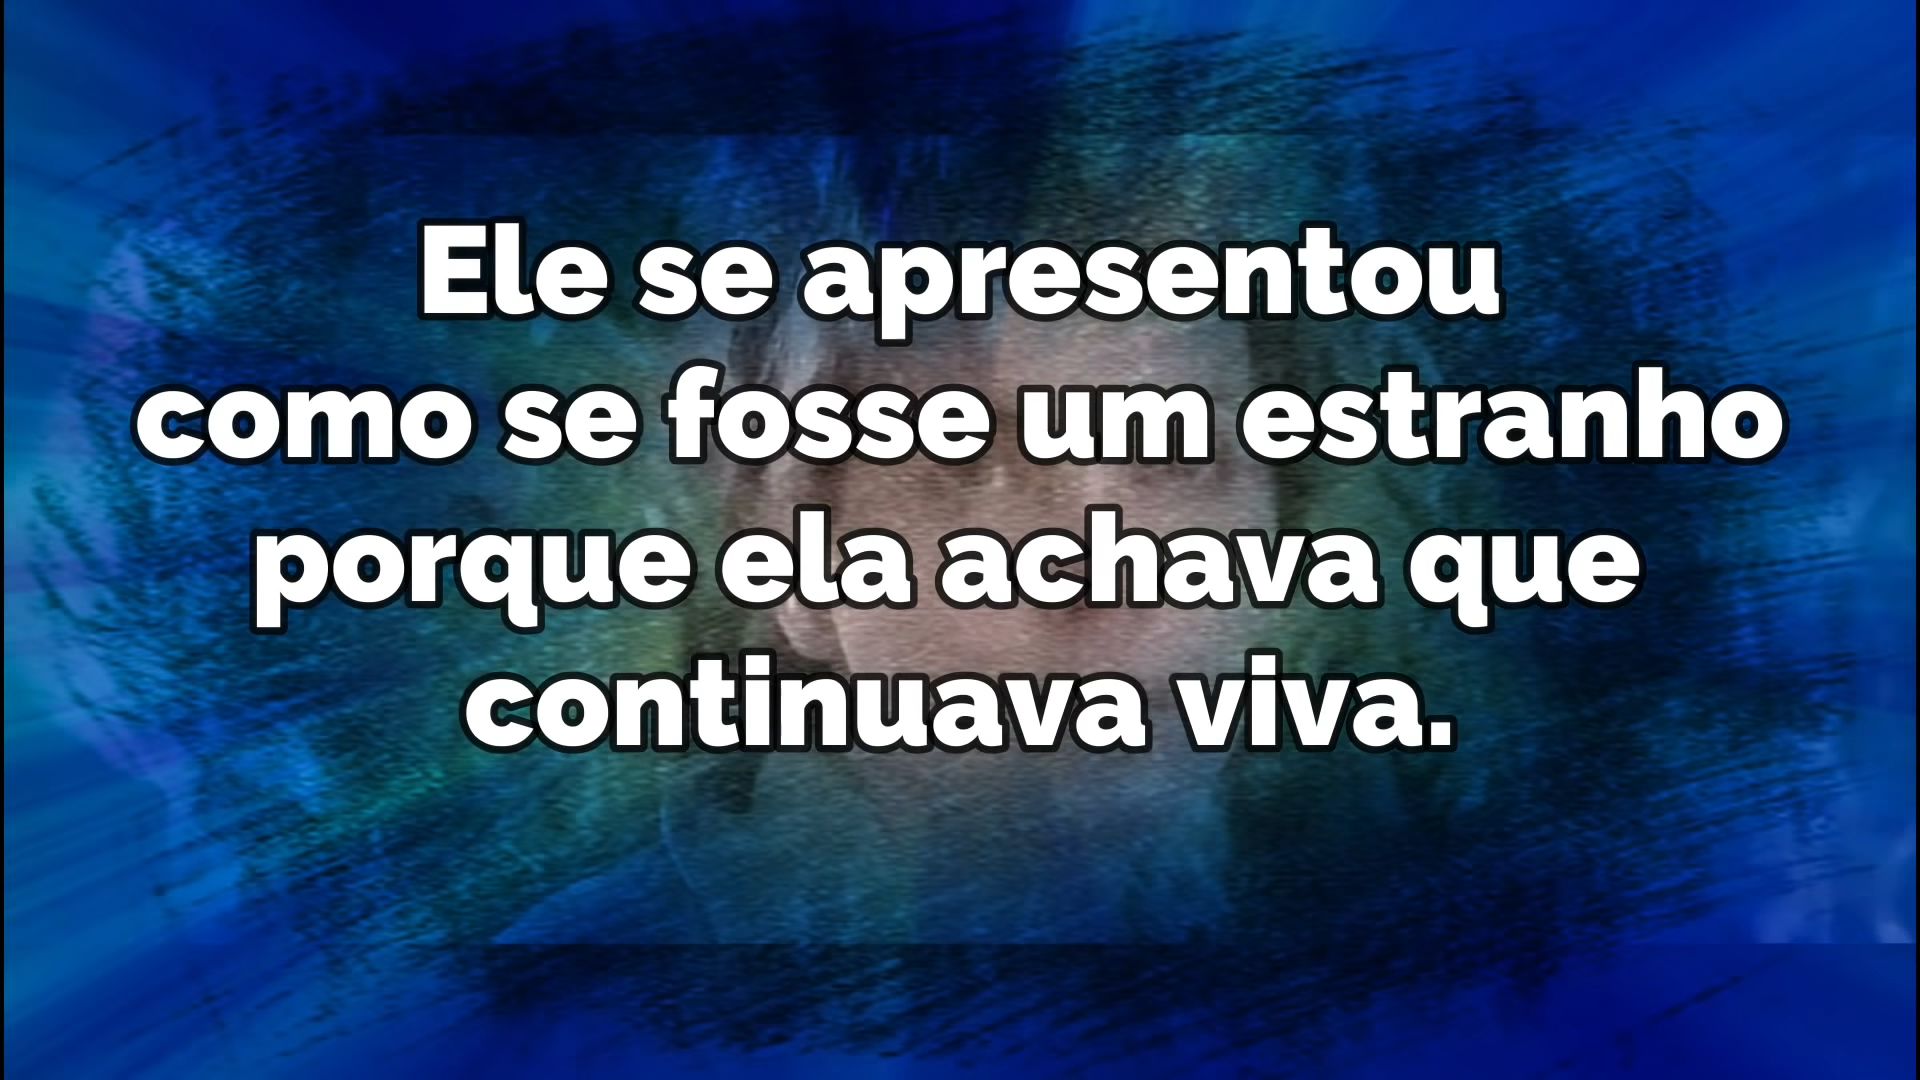 Ele se apresentou
como se fosse um estranho
porque ela achava que
continuava viva.